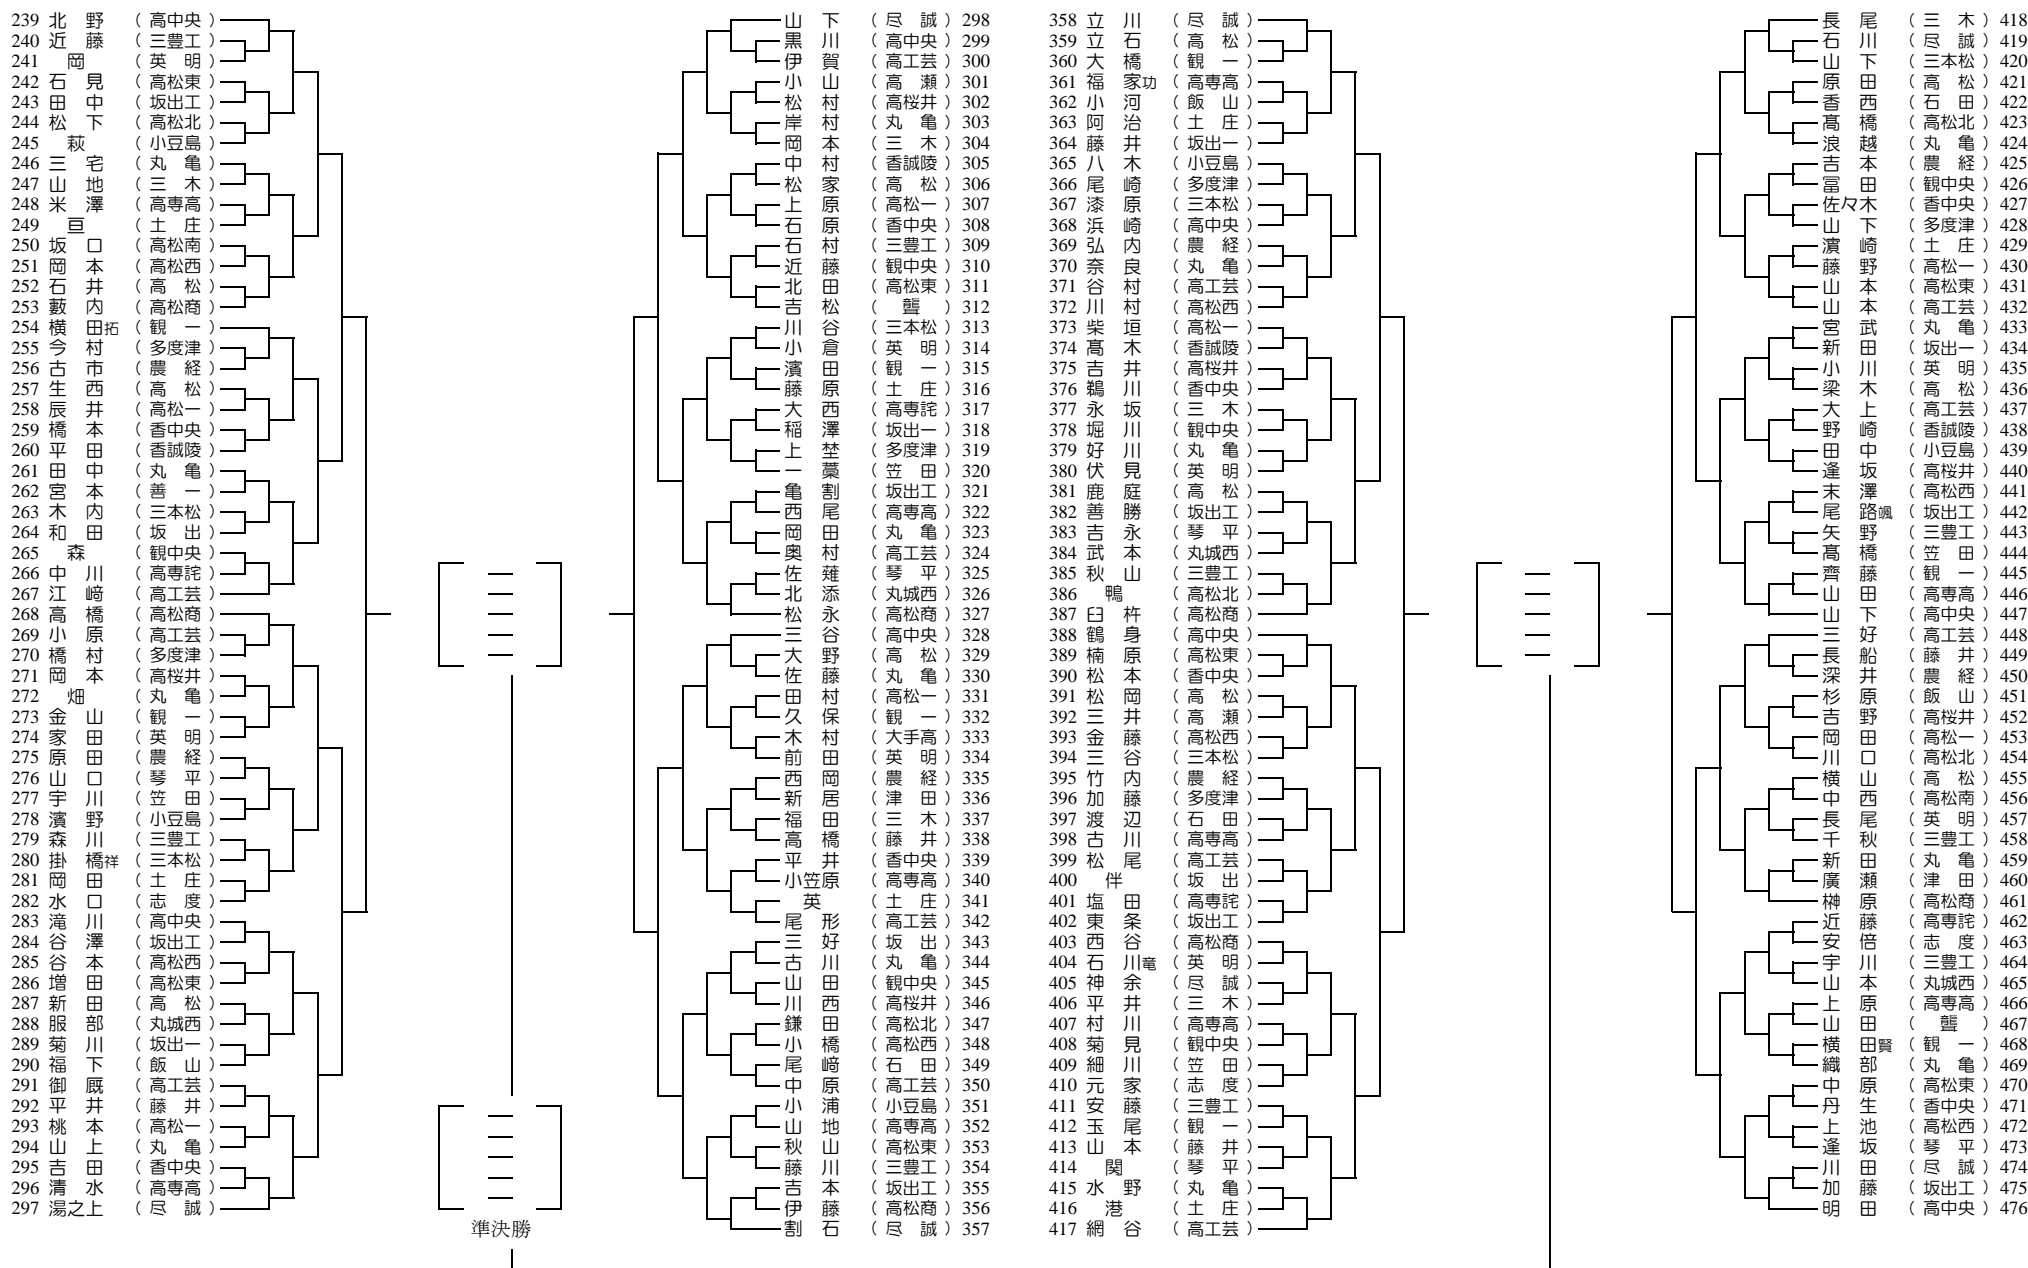 239 北野 (高中央)
240 近藤 (三豊工)
241 岡 (英明)
242 石見 (高松東)
243 田中 (坂出工)
244 松下 (高松北)
245 萩 (小豆島)
246 三宅 (丸亀)
247 山地 (三木)
248 米澤 (高専高)
249 亘 (土庄)
250 坂口 (高松南)
251 岡本 (高松西)
252 石井 (高松)
253 藪内 (高松商)
254 横田拓 (観一)
255 今村 (多度津)
256 古市 (農経)
257 生西 (高松)
258 辰井 (高松一)
259 橋本 (香中央)
260 平田 (香誠陵)
261 田中 (丸亀)
262 宮本 (善一)
263 木内 (三本松)
264 和田 (坂出)
265 森 (観中央)
266 中川 (高専詫)
267 江﨑 (高工芸)
268 高橋 (高松商)
269 小原 (高工芸)
270 橋村 (多度津)
271 岡本 (高桜井)
272 畑 (丸亀)
273 金山 (観一)
274 家田 (英明)
275 原田 (農経)
276 山口 (琴平)
277 宇川 (笠田)
278 濱野 (小豆島)
279 森川 (三豊工)
280 掛橋祥 (三本松)
281 岡田 (土庄)
282 水口 (志度)
283 滝川 (高中央)
284 谷澤 (坂出工)
285 谷本 (高松西)
286 増田 (高松東)
287 新田 (高松)
288 服部 (丸城西)
289 菊川 (坂出一)
290 福下 (飯山)
291 御厩 (高工芸)
292 平井 (藤井)
293 桃本 (高松一)
294 山上 (丸亀)
295 吉田 (香中央)
296 清水 (高専高)
297 湯之上 (尽誠)
準決勝
山下 (尽誠) 298
黒川 (高中央) 299
伊賀 (高工芸) 300
小山 (高瀬) 301
松村 (高桜井) 302
岸村 (丸亀) 303
岡本 (三木) 304
中村 (香誠陵) 305
松家 (高松) 306
上原 (高松一) 307
石原 (香中央) 308
石村 (三豊工) 309
近藤 (観中央) 310
北田 (高松東) 311
吉松 (聾) 312
川谷 (三本松) 313
小倉 (英明) 314
濱田 (観一) 315
藤原 (土庄) 316
大西 (高専詫) 317
稲澤 (坂出一) 318
上埜 (多度津) 319
一藁 (笠田) 320
亀割 (坂出工) 321
西尾 (高専高) 322
岡田 (丸亀) 323
奥村 (高工芸) 324
佐薙 (琴平) 325
北添 (丸城西) 326
松永 (高松商) 327
三谷 (高中央) 328
大野 (高松) 329
佐藤 (丸亀) 330
田村 (高松一) 331
久保 (観一) 332
木村 (大手高) 333
前田 (英明) 334
西岡 (農経) 335
新居 (津田) 336
福田 (三木) 337
高橋 (藤井) 338
平井 (香中央) 339
小笠原 (高専高) 340
英 (土庄) 341
尾形 (高工芸) 342
三好 (坂出) 343
古川 (丸亀) 344
山田 (観中央) 345
川西 (高桜井) 346
鎌田 (高松北) 347
小橋 (高松西) 348
尾﨑 (石田) 349
中原 (高工芸) 350
小浦 (小豆島) 351
山地 (高専高) 352
秋山 (高松東) 353
藤川 (三豊工) 354
吉本 (坂出工) 355
伊藤 (高松商) 356
割石 (尽誠) 357
358 立川 (尽誠)
359 立石 (高松)
360 大橋 (観一)
361 福家功 (高専高)
362 小河 (飯山)
363 阿治 (土庄)
364 藤井 (坂出一)
365 八木 (小豆島)
366 尾崎 (多度津)
367 漆原 (三本松)
368 浜崎 (高中央)
369 弘内 (農経)
370 奈良 (丸亀)
371 谷村 (高工芸)
372 川村 (高松西)
373 柴垣 (高松一)
374 髙木 (香誠陵)
375 吉井 (高桜井)
376 鵜川 (香中央)
377 永坂 (三木)
378 堀川 (観中央)
379 好川 (丸亀)
380 伏見 (英明)
381 鹿庭 (高松)
382 善勝 (坂出工)
383 吉永 (琴平)
384 武本 (丸城西)
385 秋山 (三豊工)
386 鴨 (高松北)
387 臼杵 (高松商)
388 鶴身 (高中央)
389 楠原 (高松東)
390 松本 (香中央)
391 松岡 (高松)
392 三井 (高瀬)
393 金藤 (高松西)
394 三谷 (三本松)
395 竹内 (農経)
396 加藤 (多度津)
397 渡辺 (石田)
398 古川 (高専高)
399 松尾 (高工芸)
400 伴 (坂出)
401 塩田 (高専詫)
402 東条 (坂出工)
403 西谷 (高松商)
404 石川竜 (英明)
405 神余 (尽誠)
406 平井 (三木)
407 村川 (高専高)
408 菊見 (観中央)
409 細川 (笠田)
410 元家 (志度)
411 安藤 (三豊工)
412 玉尾 (観一)
413 山本 (藤井)
414 関 (琴平)
415 水野 (丸亀)
416 港 (土庄)
417 網谷 (高工芸)
長尾 (三木) 418
石川 (尽誠) 419
山下 (三本松) 420
原田 (高松) 421
香西 (石田) 422
髙橋 (高松北) 423
浪越 (丸亀) 424
吉本 (農経) 425
冨田 (観中央) 426
佐々木 (香中央) 427
山下 (多度津) 428
濵崎 (土庄) 429
藤野 (高松一) 430
山本 (高松東) 431
山本 (高工芸) 432
宮武 (丸亀) 433
新田 (坂出一) 434
小川 (英明) 435
梁木 (高松) 436
大上 (高工芸) 437
野崎 (香誠陵) 438
田中 (小豆島) 439
逢坂 (高桜井) 440
末澤 (高松西) 441
尾路颯 (坂出工) 442
矢野 (三豊工) 443
髙橋 (笠田) 444
齊藤 (観一) 445
山田 (高専高) 446
山下 (高中央) 447
三好 (高工芸) 448
長船 (藤井) 449
深井 (農経) 450
杉原 (飯山) 451
吉野 (高桜井) 452
岡田 (高松一) 453
川口 (高松北) 454
横山 (高松) 455
中西 (高松南) 456
長尾 (英明) 457
千秋 (三豊工) 458
新田 (丸亀) 459
廣瀬 (津田) 460
榊原 (高松商) 461
近藤 (高専詫) 462
安倍 (志度) 463
宇川 (三豊工) 464
山本 (丸城西) 465
上原 (高専高) 466
山田 (聾) 467
横田賢 (観一) 468
織部 (丸亀) 469
中原 (高松東) 470
丹生 (香中央) 471
上池 (高松西) 472
逢坂 (琴平) 473
川田 (尽誠) 474
加藤 (坂出工) 475
明田 (高中央) 476